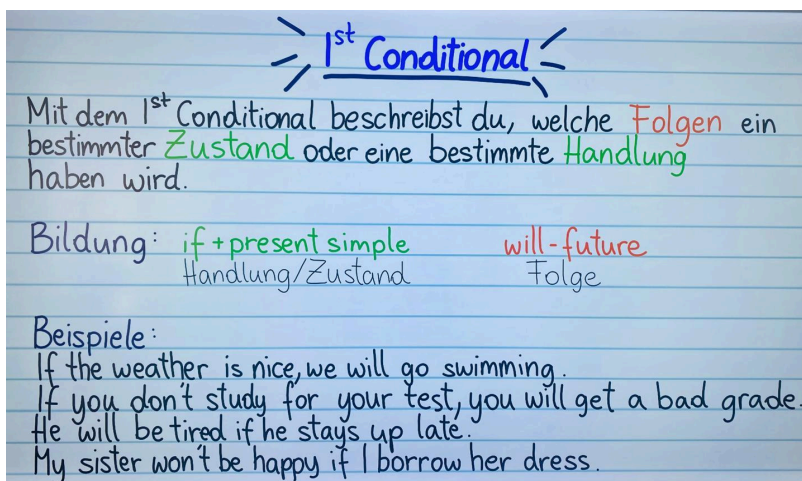 1st Conditional
Mit dem 1st Conditional beschreibst du, welche Folgen ein
bestimmter Zustand oder eine bestimmte Handlung
haben wird.
Bildung: if + present simple will-future
Handlung/Zustand Folge
Beispiele:
If the weather is nice, we will go swimming.
If you don't study for your test, you will get a bad grade.
He will be tired if he stays up late.
My sister won't be happy if I borrow her dress.